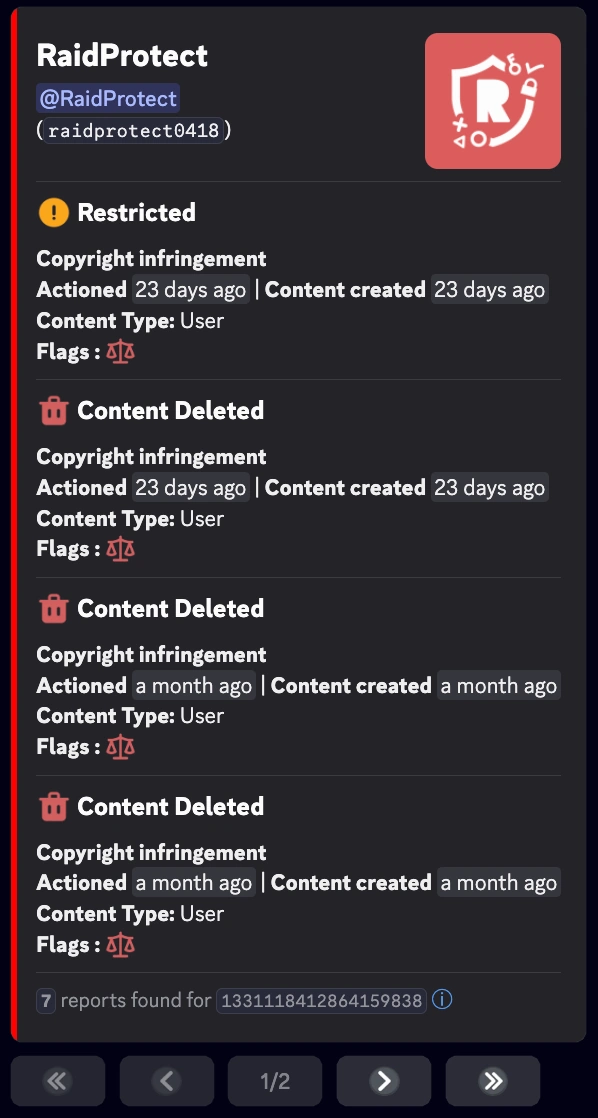 RaidProtect
@RaidProtect
(raidprotect0418)
R
Restricted
Copyright infringement
Actioned 23 days ago | Content created 23 days ago
Content Type: User
Flags :
Content Deleted
Copyright infringement
Actioned 23 days ago | Content created 23 days ago
Content Type: User
Flags :
Content Deleted
Copyright infringement
Actioned a month ago | Content created a month ago
Content Type: User
Flags :
Content Deleted
Copyright infringement
Actioned a month ago | Content created a month ago
Content Type: User
Flags :
7 reports found for 1331118412864159838
1/2